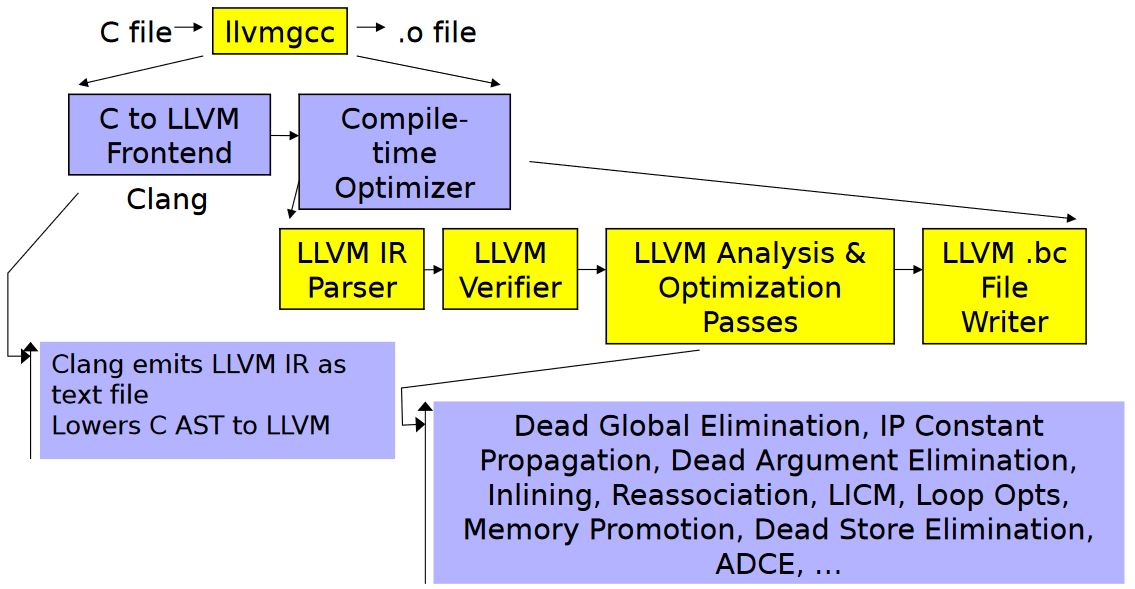 C file
llvmgcc
.o file
C to LLVM
Frontend
Compile-
time
Optimizer
Clang
LLVM IR
Parser
LLVM
Verifier
LLVM Analysis &
Optimization
Passes
LLVM .bc
File
Writer
Clang emits LLVM IR as
text file
Lowers C AST to LLVM
Dead Global Elimination, IP Constant
Propagation, Dead Argument Elimination,
Inlining, Reassociation, LICM, Loop Opts,
Memory Promotion, Dead Store Elimination,
ADCE, ...